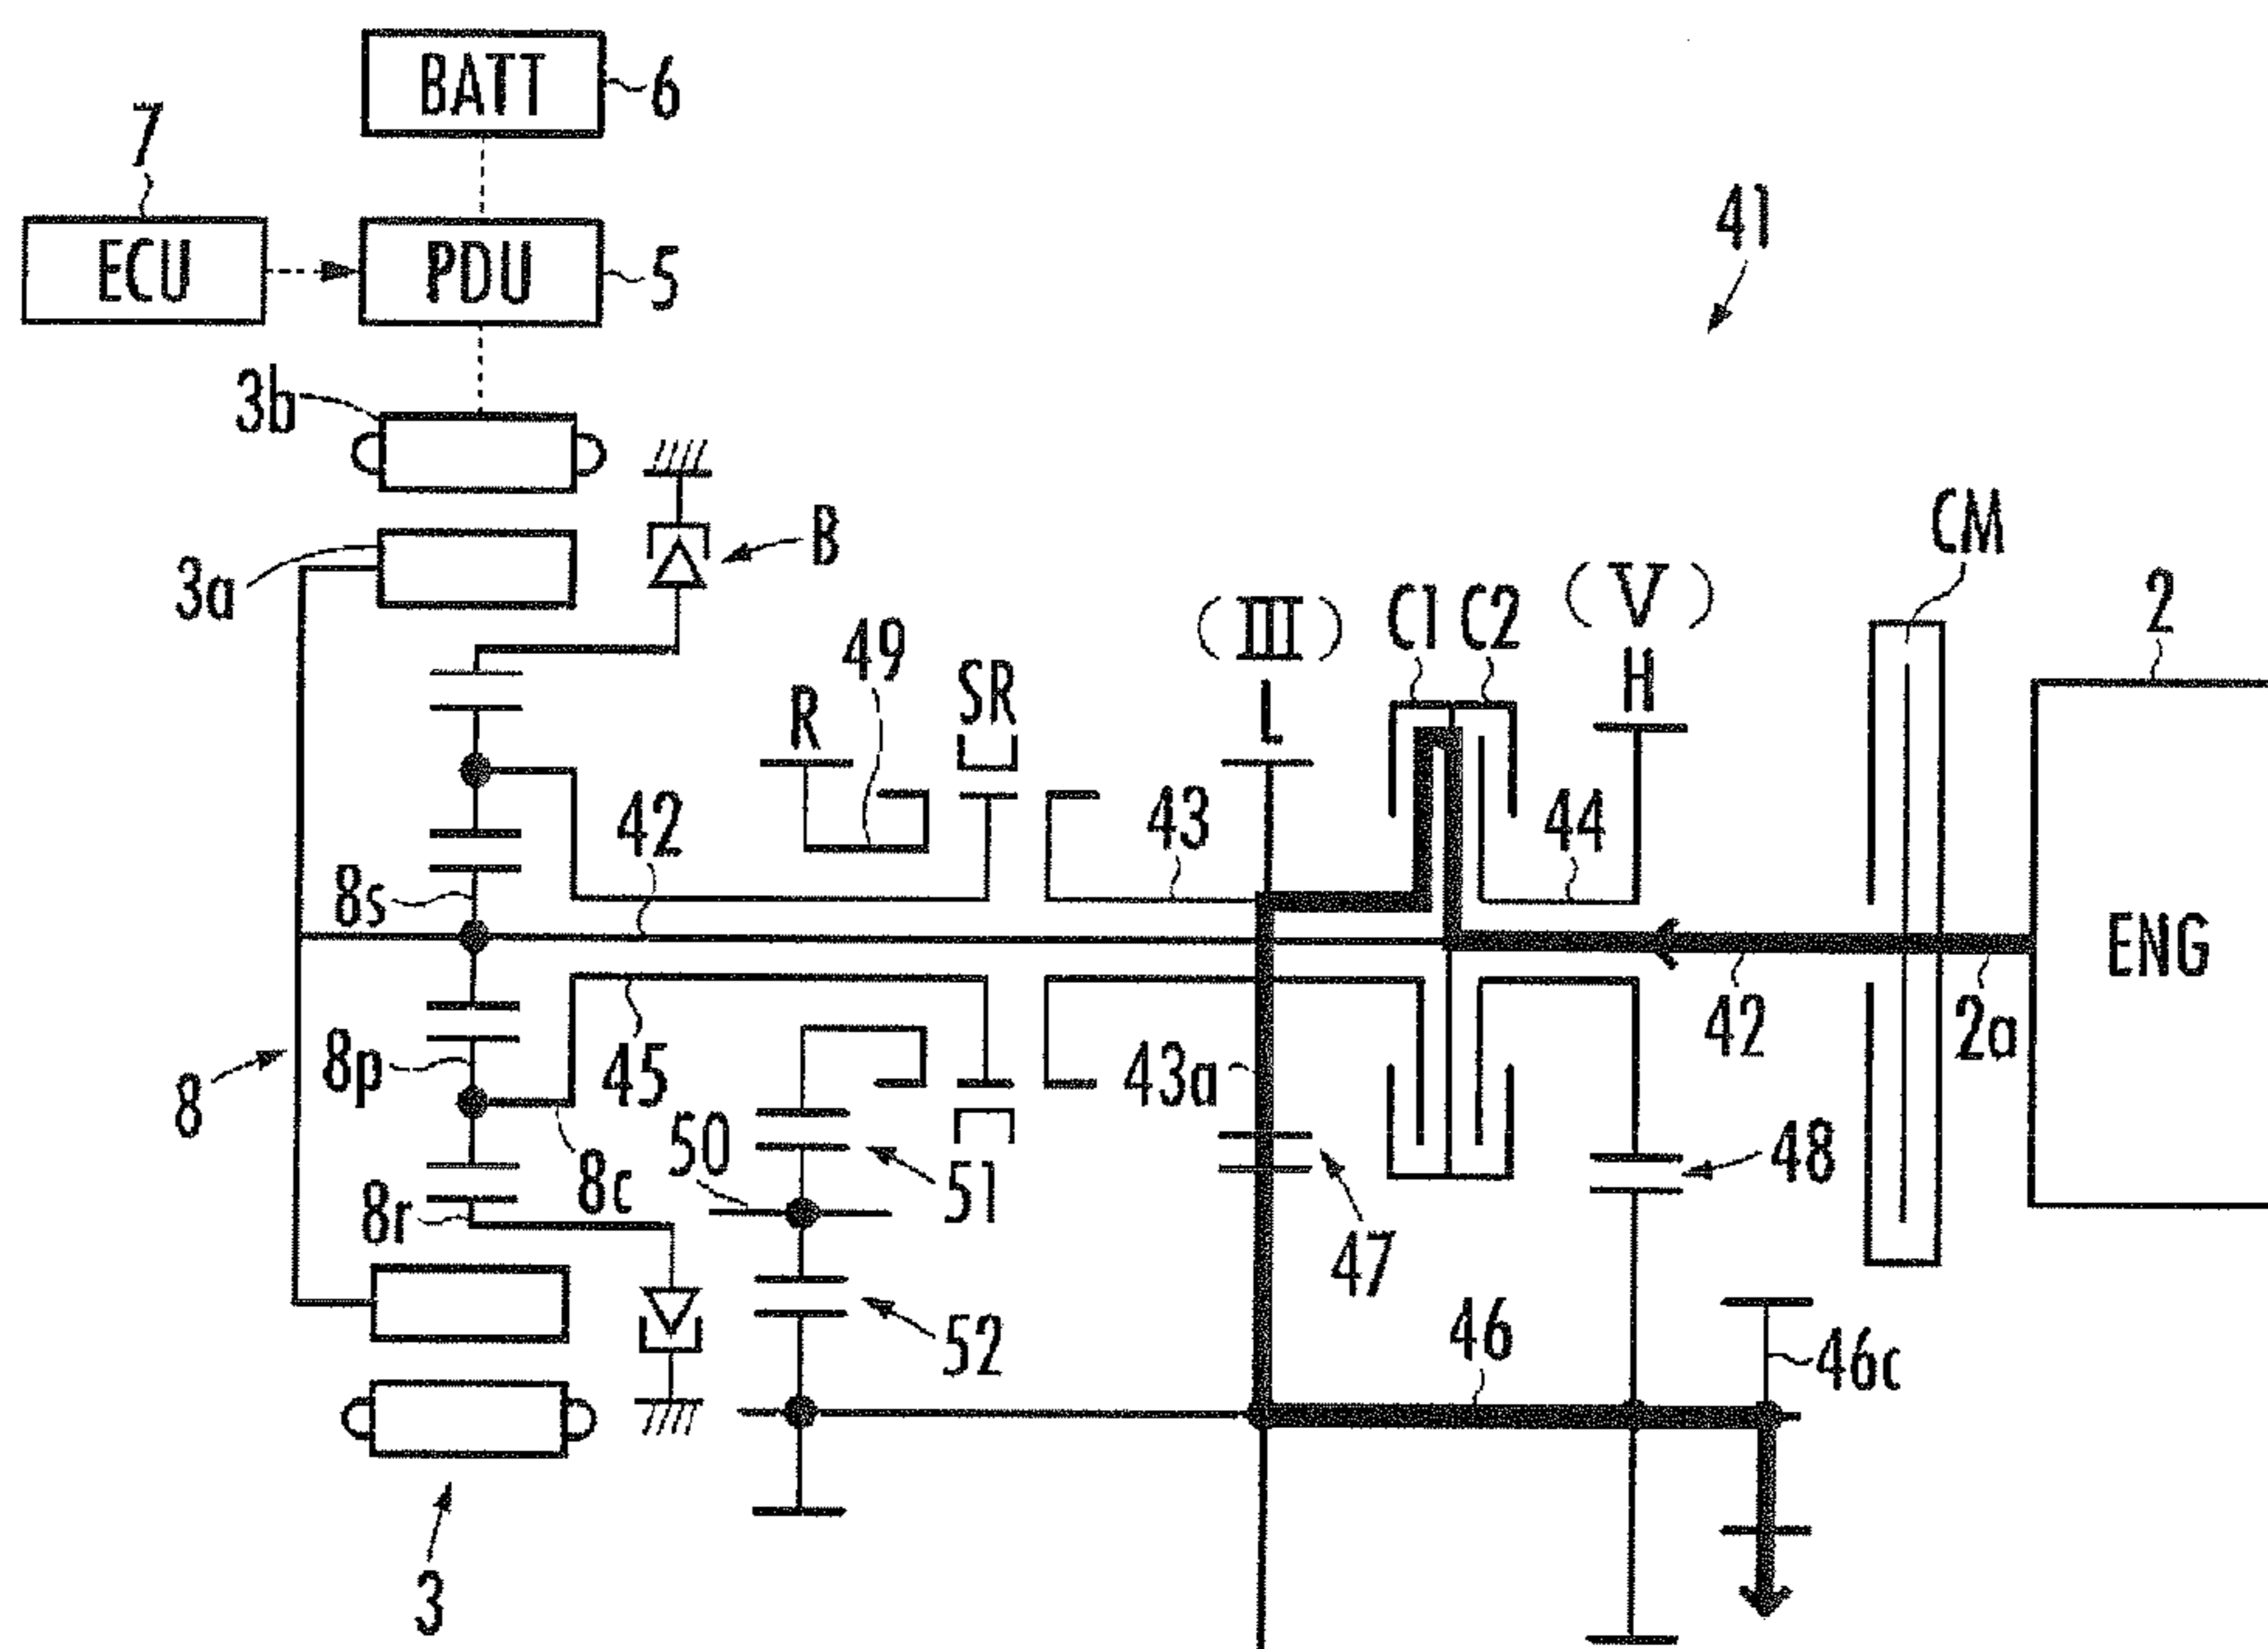 BATT
6
7
ECU
PDU
5
41
3b
B
CM
3a
2
(III)
C1
C2
(V)
49
R
SR
L
H
42
43
44
8s
ENG
42
2a
8p
45
43a
8
50
8c
51
48
8r
47
52
46
46c
3